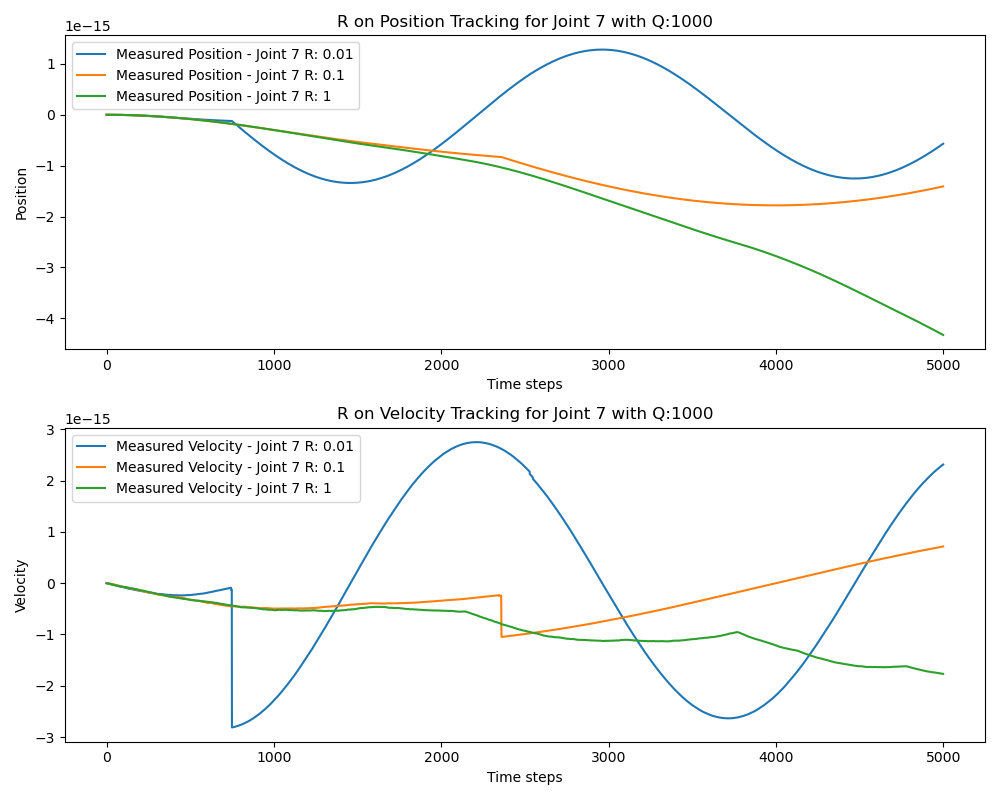 R on Position Tracking for Joint 7 with Q:1000
1e−15
Measured Position - Joint 7 R: 0.01
Measured Position - Joint 7 R: 0.1
Measured Position - Joint 7 R: 1
1
0
−1
−2
−3
−4
Position
0 1000 2000 3000 4000 5000
Time steps
R on Velocity Tracking for Joint 7 with Q:1000
1e−15
Measured Velocity - Joint 7 R: 0.01
Measured Velocity - Joint 7 R: 0.1
Measured Velocity - Joint 7 R: 1
3
2
1
0
−1
−2
−3
Velocity
0 1000 2000 3000 4000 5000
Time steps